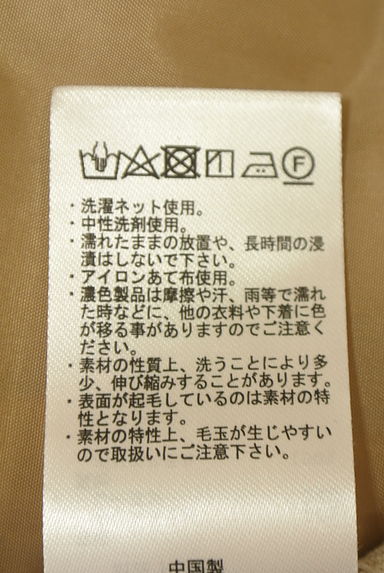 F
・洗濯ネット使用。
・中性洗剤使用。
・濡れたままの放置や、長時間の浸
漬はしないで下さい。
・アイロンあて布使用。
・濃色製品は摩擦や汗、雨等で濡れ
た時などに、他の衣料や下着に色
が移る事がありますのでご注意く
ださい。
・素材の性質上、洗うことにより多
少、伸び縮みすることがあります。
・表面が起毛しているのは素材の特
性となります。
・素材の特性上、毛玉が生じやすい
ので取扱いにご注意下さい。
中国製